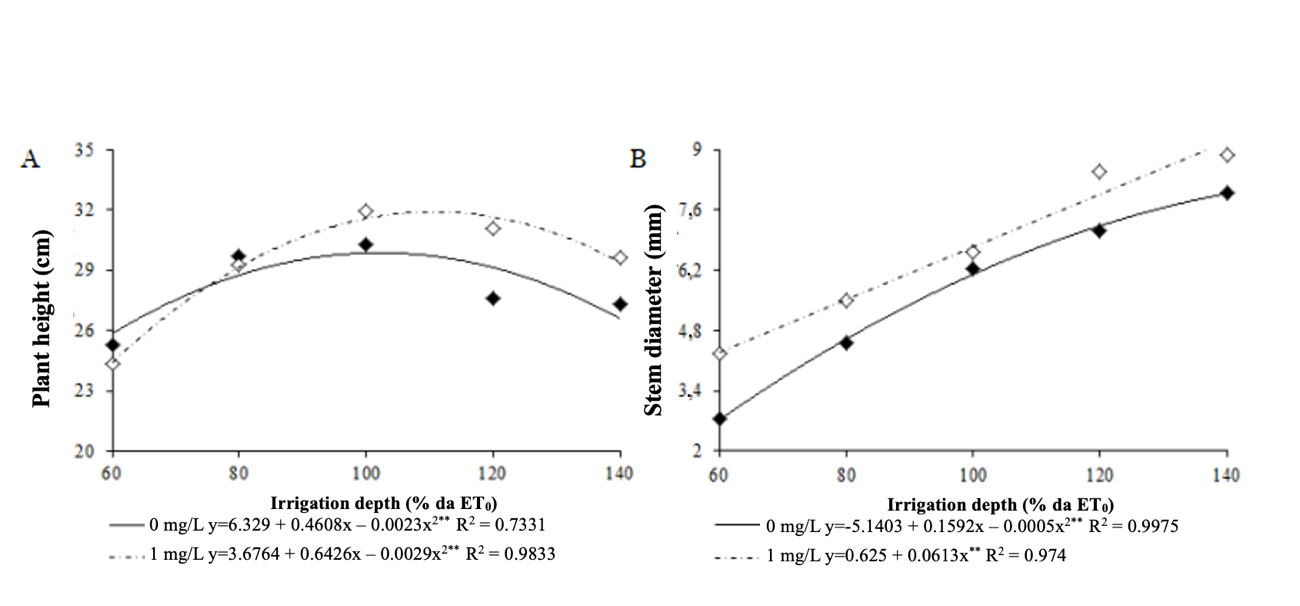 A
35
32
29
26
23
20
Plant height (cm)
60 80 100 120 140
Irrigation depth (% da ET₀)
0 mg/L y=6.329 + 0.4608x – 0.0023x²** R² = 0.7331
1 mg/L y=3.6764 + 0.6426x – 0.0029x²** R² = 0.9833
B
9
7,6
6,2
4,8
3,4
2
Stem diameter (mm)
60 80 100 120 140
Irrigation depth (% da ET₀)
0 mg/L y=-5.1403 + 0.1592x – 0.0005x²** R² = 0.9975
1 mg/L y=0.625 + 0.0613x** R² = 0.974